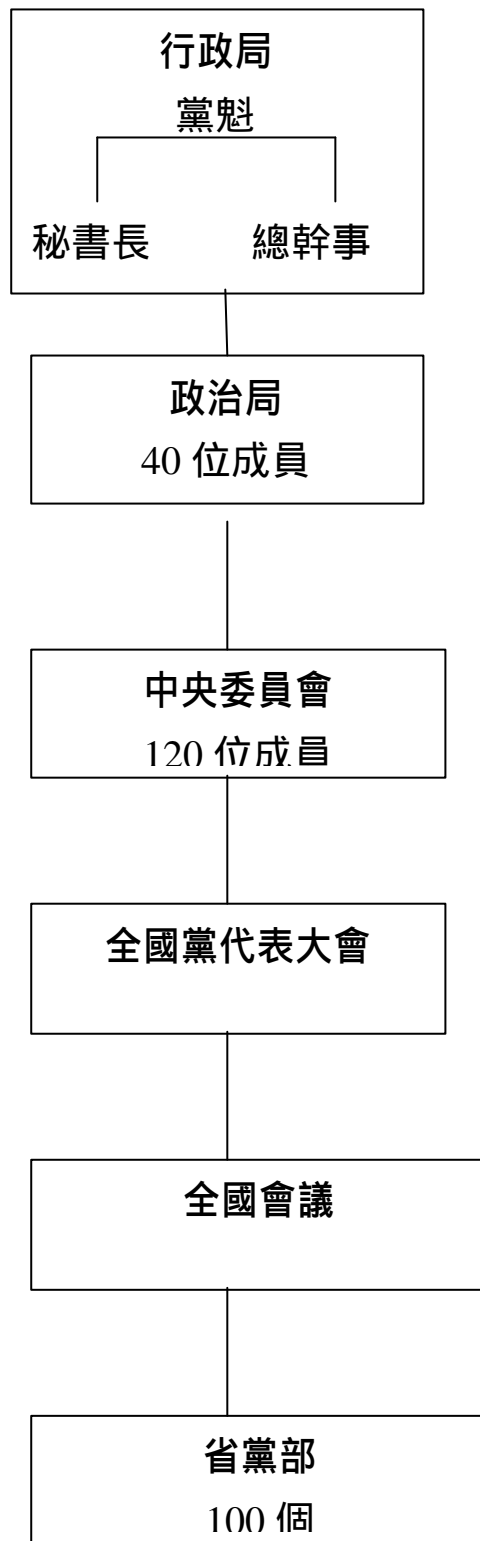 行政局
黨魁
秘書長 總幹事
政治局
40 位成員
中央委員會
120 位成員
全國黨代表大會
全國會議
省黨部
100 個